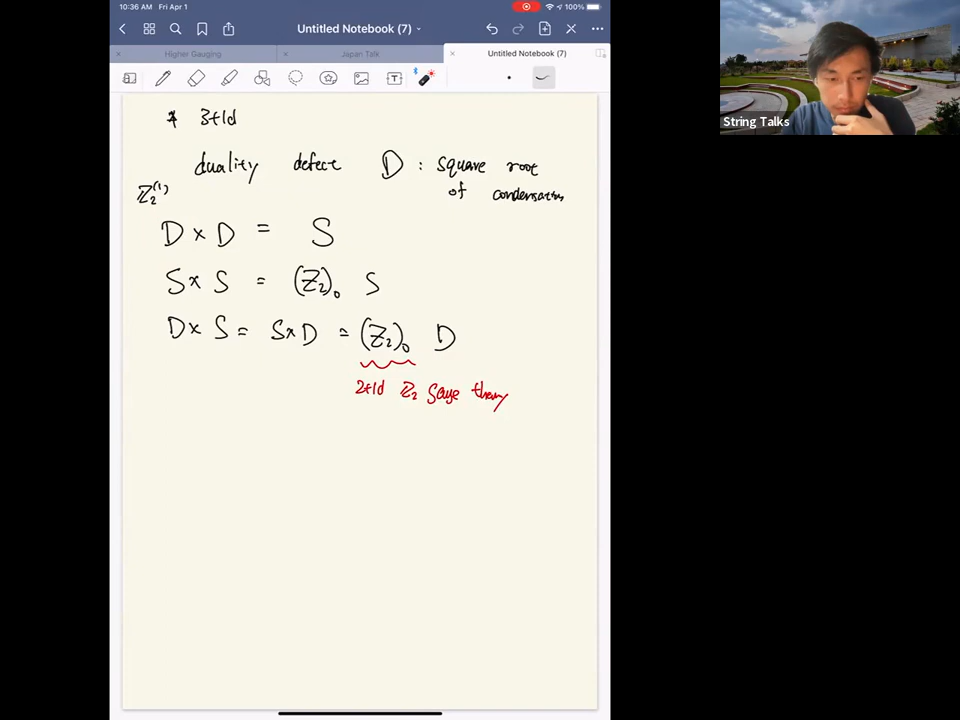 10:36 AM Fri Apr 1
100%
Untitled Notebook (7)
Higher Gauging
Japan Talk
Untitled Notebook (7)
* 3+1d
duality defect D : square root
of condensation
ℤ₂⁽¹⁾
D × D = S
S × S = (Z₂)₀ S
D × S = S × D = (Z₂)₀ D
2+1d ℤ₂ gauge theory
String Talks